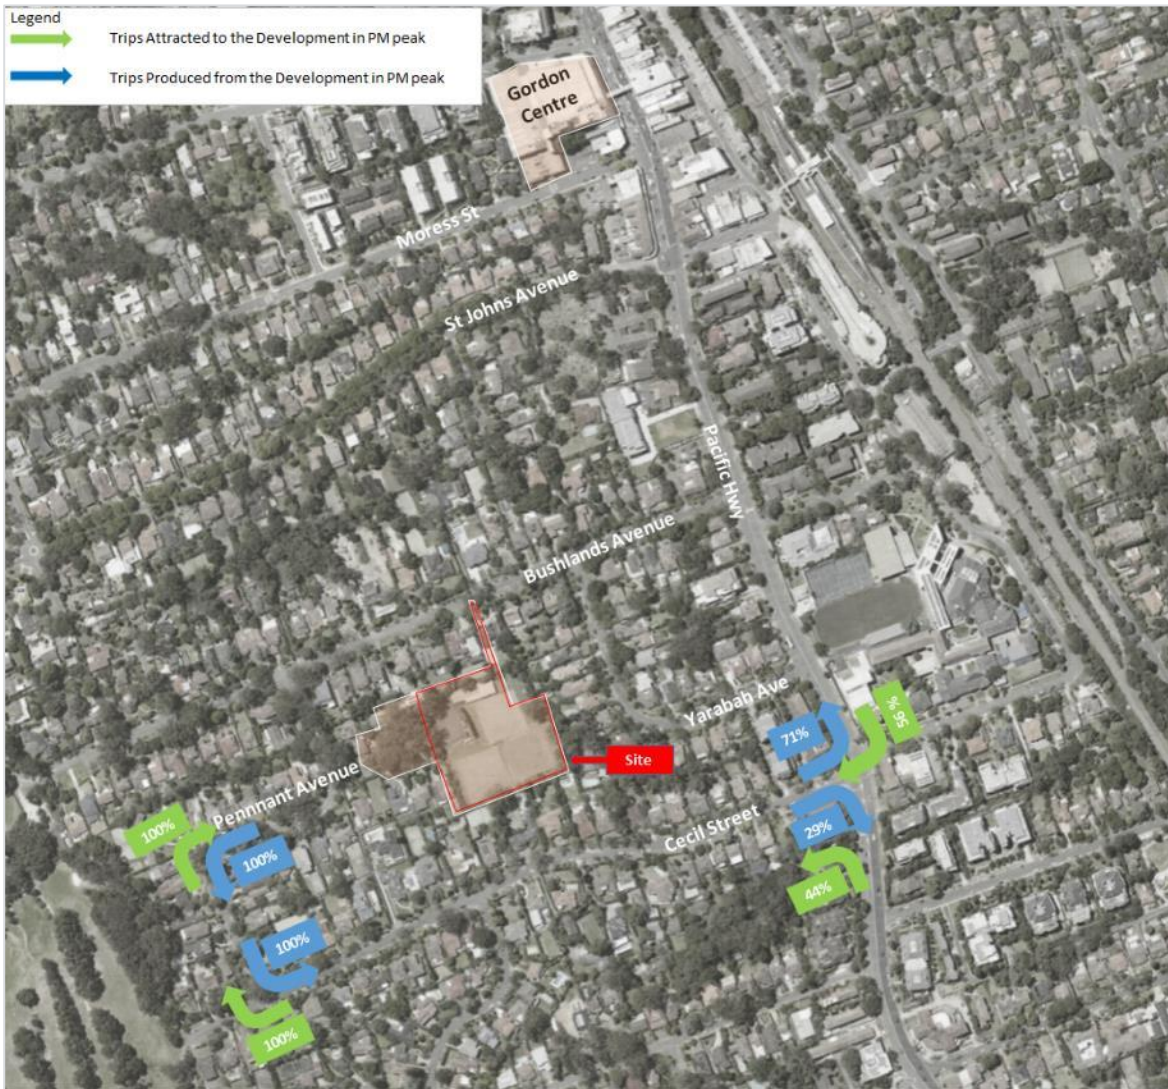 Legend
Trips Attracted to the Development in PM peak
Trips Produced from the Development in PM peak
Gordon
Centre
Moress St
St Johns Avenue
Pacific Hwy
Bushlands Avenue
Yarabah Ave
56%
71%
Site
Pennnant Avenue
Cecil Street
100%
100%
29%
44%
100%
100%